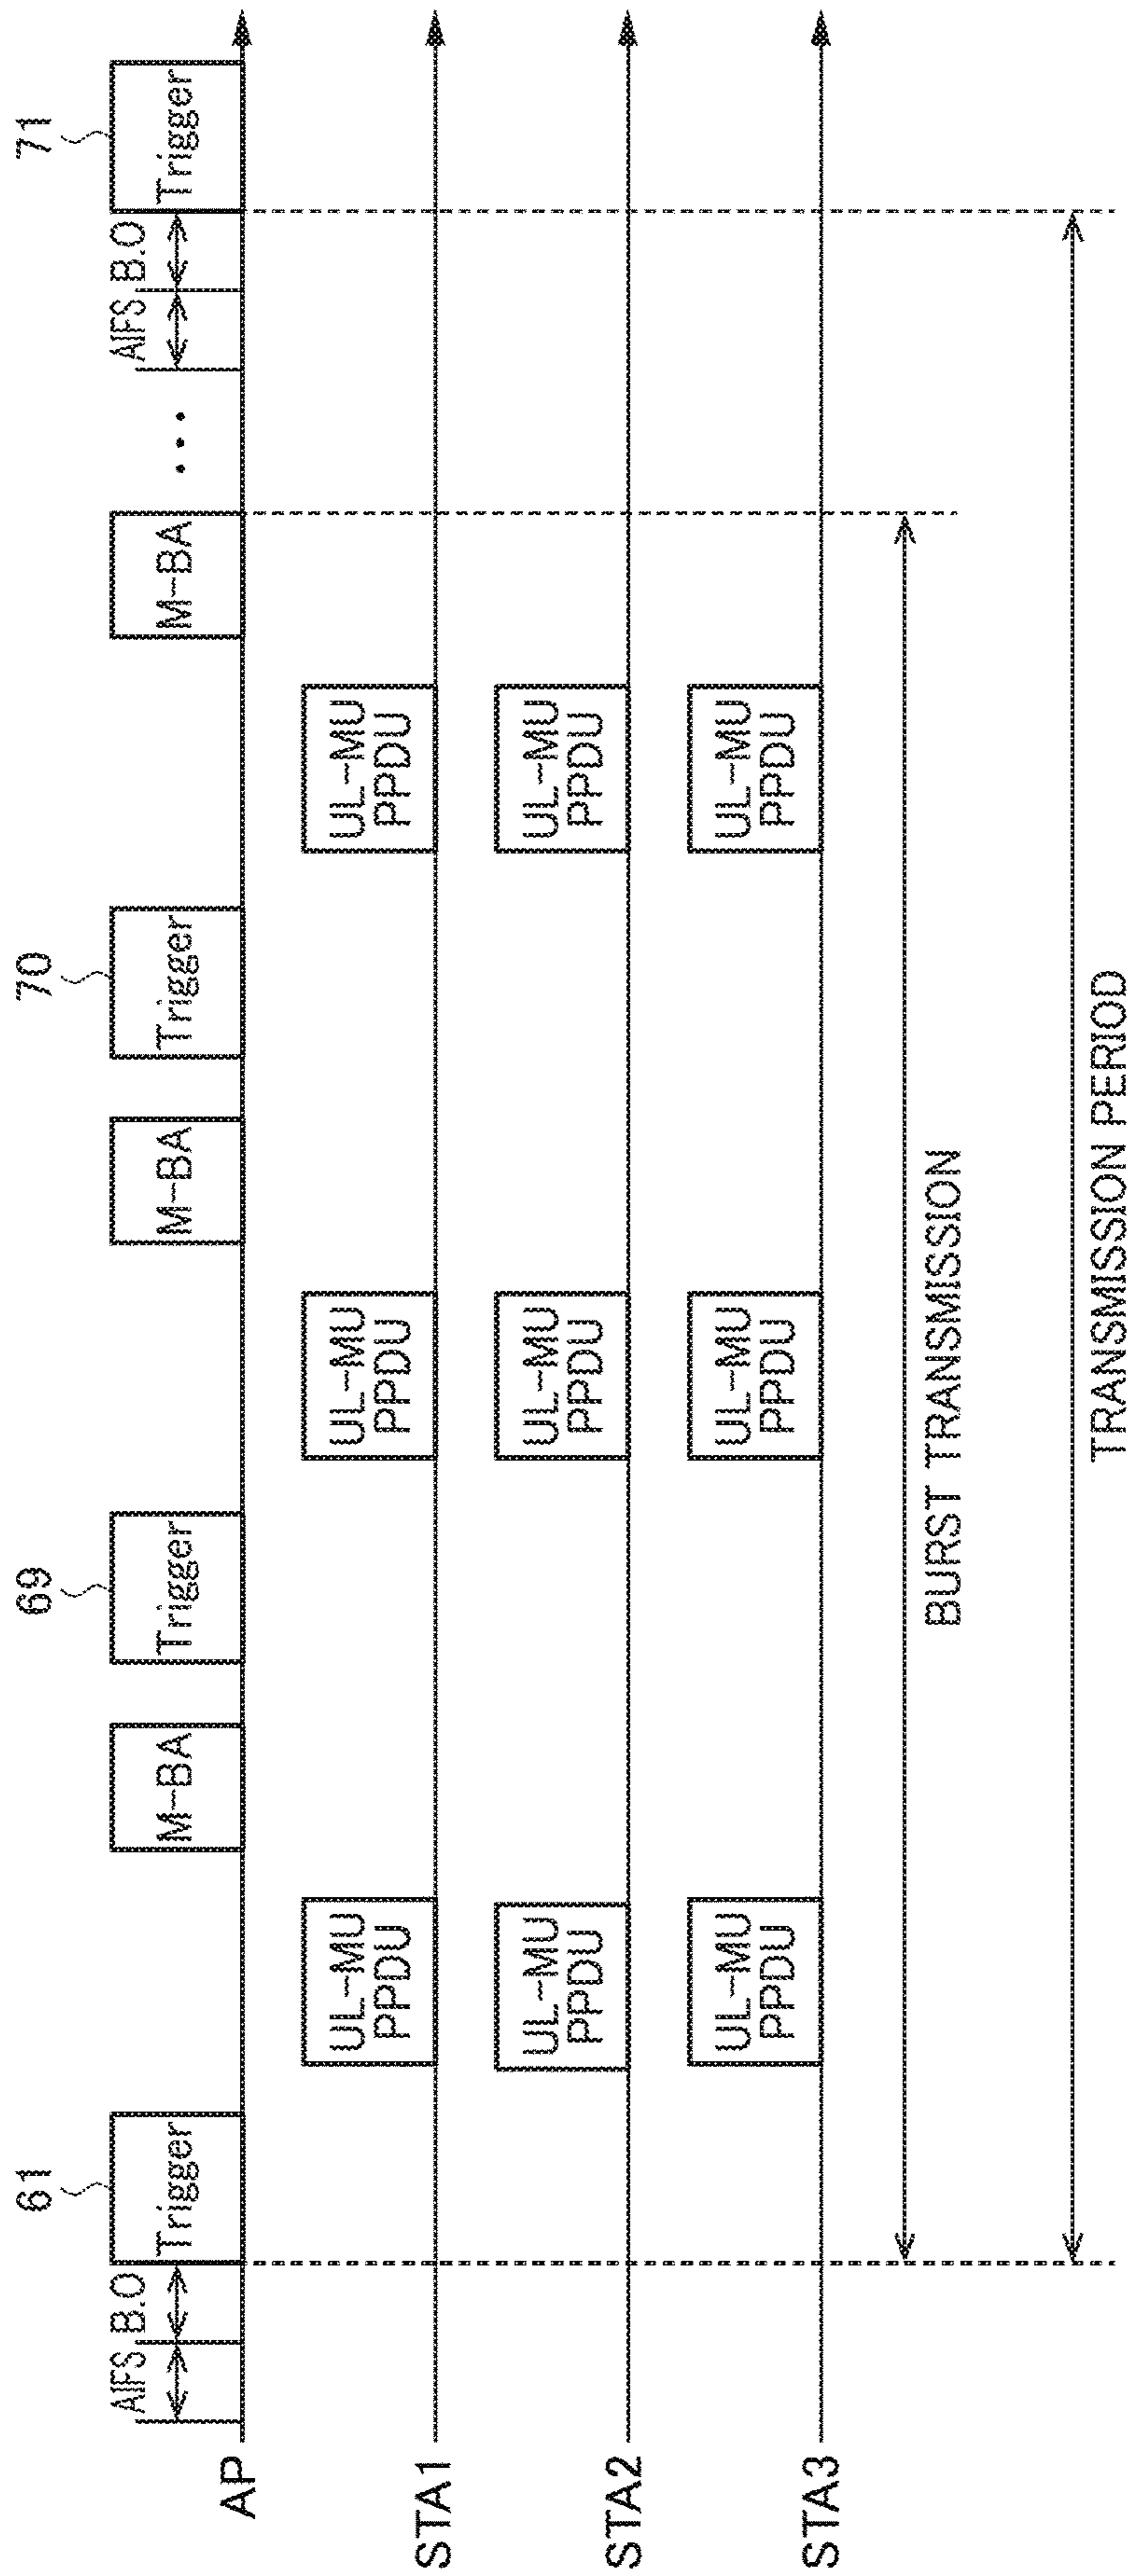 61
69
70
71
AIFS B.O
Trigger
M-BA
Trigger
M-BA
Trigger
M-BA
...
AIFS B.O
Trigger
AP
UL-MU
PPDU
UL-MU
PPDU
UL-MU
PPDU
STA1
UL-MU
PPDU
UL-MU
PPDU
UL-MU
PPDU
STA2
UL-MU
PPDU
UL-MU
PPDU
UL-MU
PPDU
STA3
BURST TRANSMISSION
TRANSMISSION PERIOD